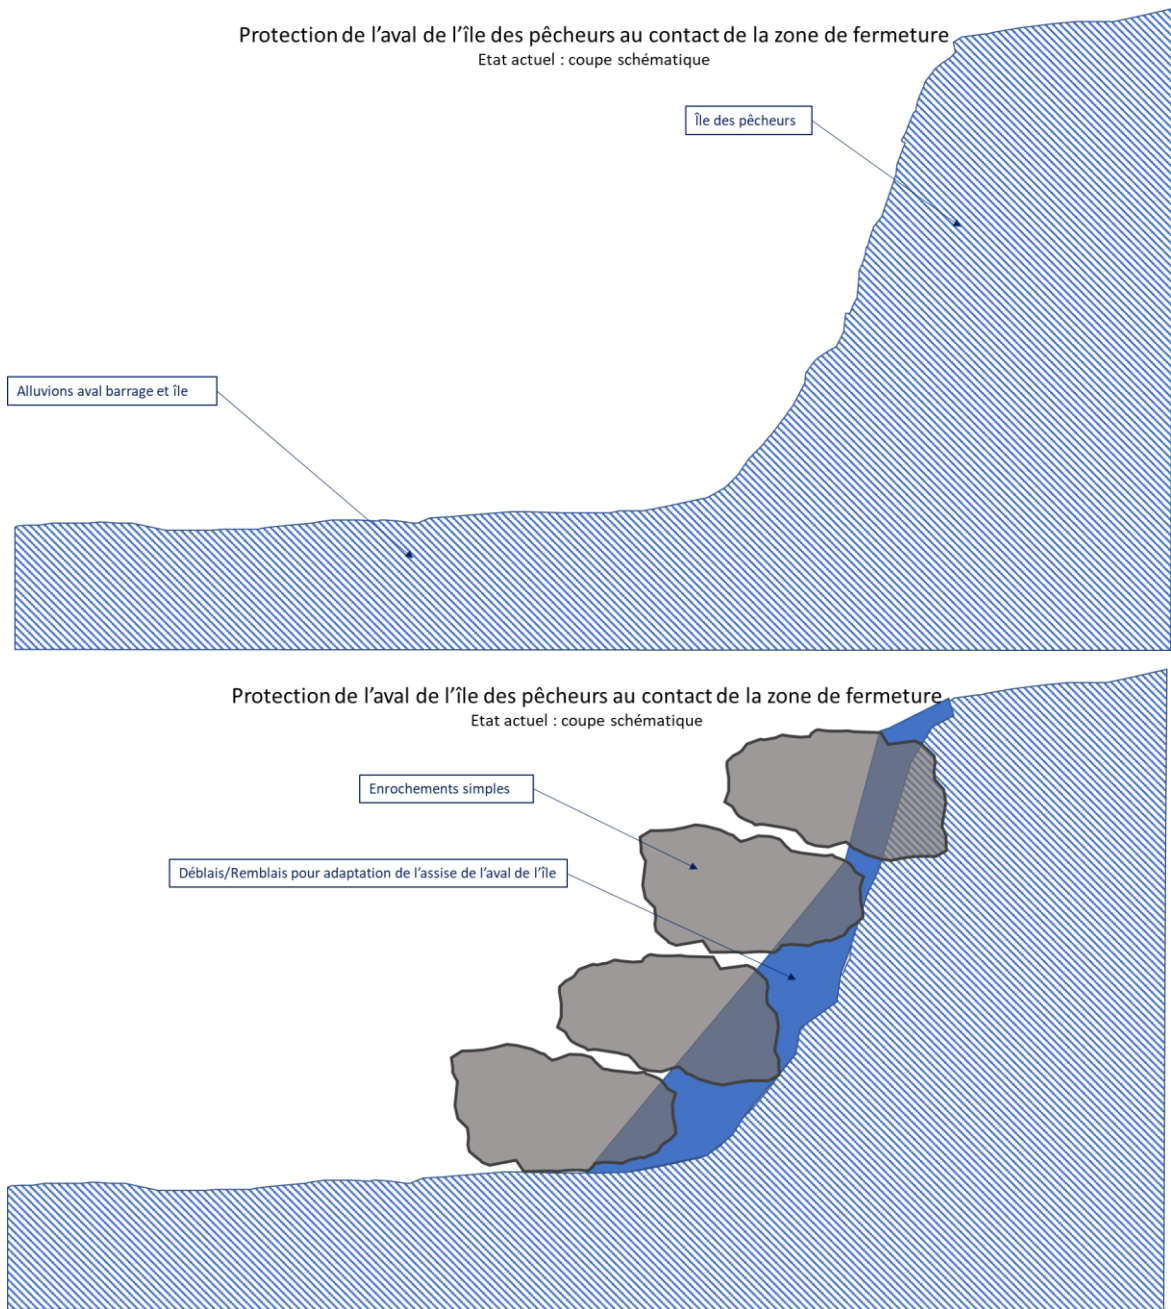 Protection de l'aval de l'île des pêcheurs au contact de la zone de fermeture
Etat actuel : coupe schématique
Île des pêcheurs
Alluvions aval barrage et île
Protection de l'aval de l'île des pêcheurs au contact de la zone de fermeture
Etat actuel : coupe schématique
Enrochements simples
Déblais/Remblais pour adaptation de l'assise de l'aval de l'île